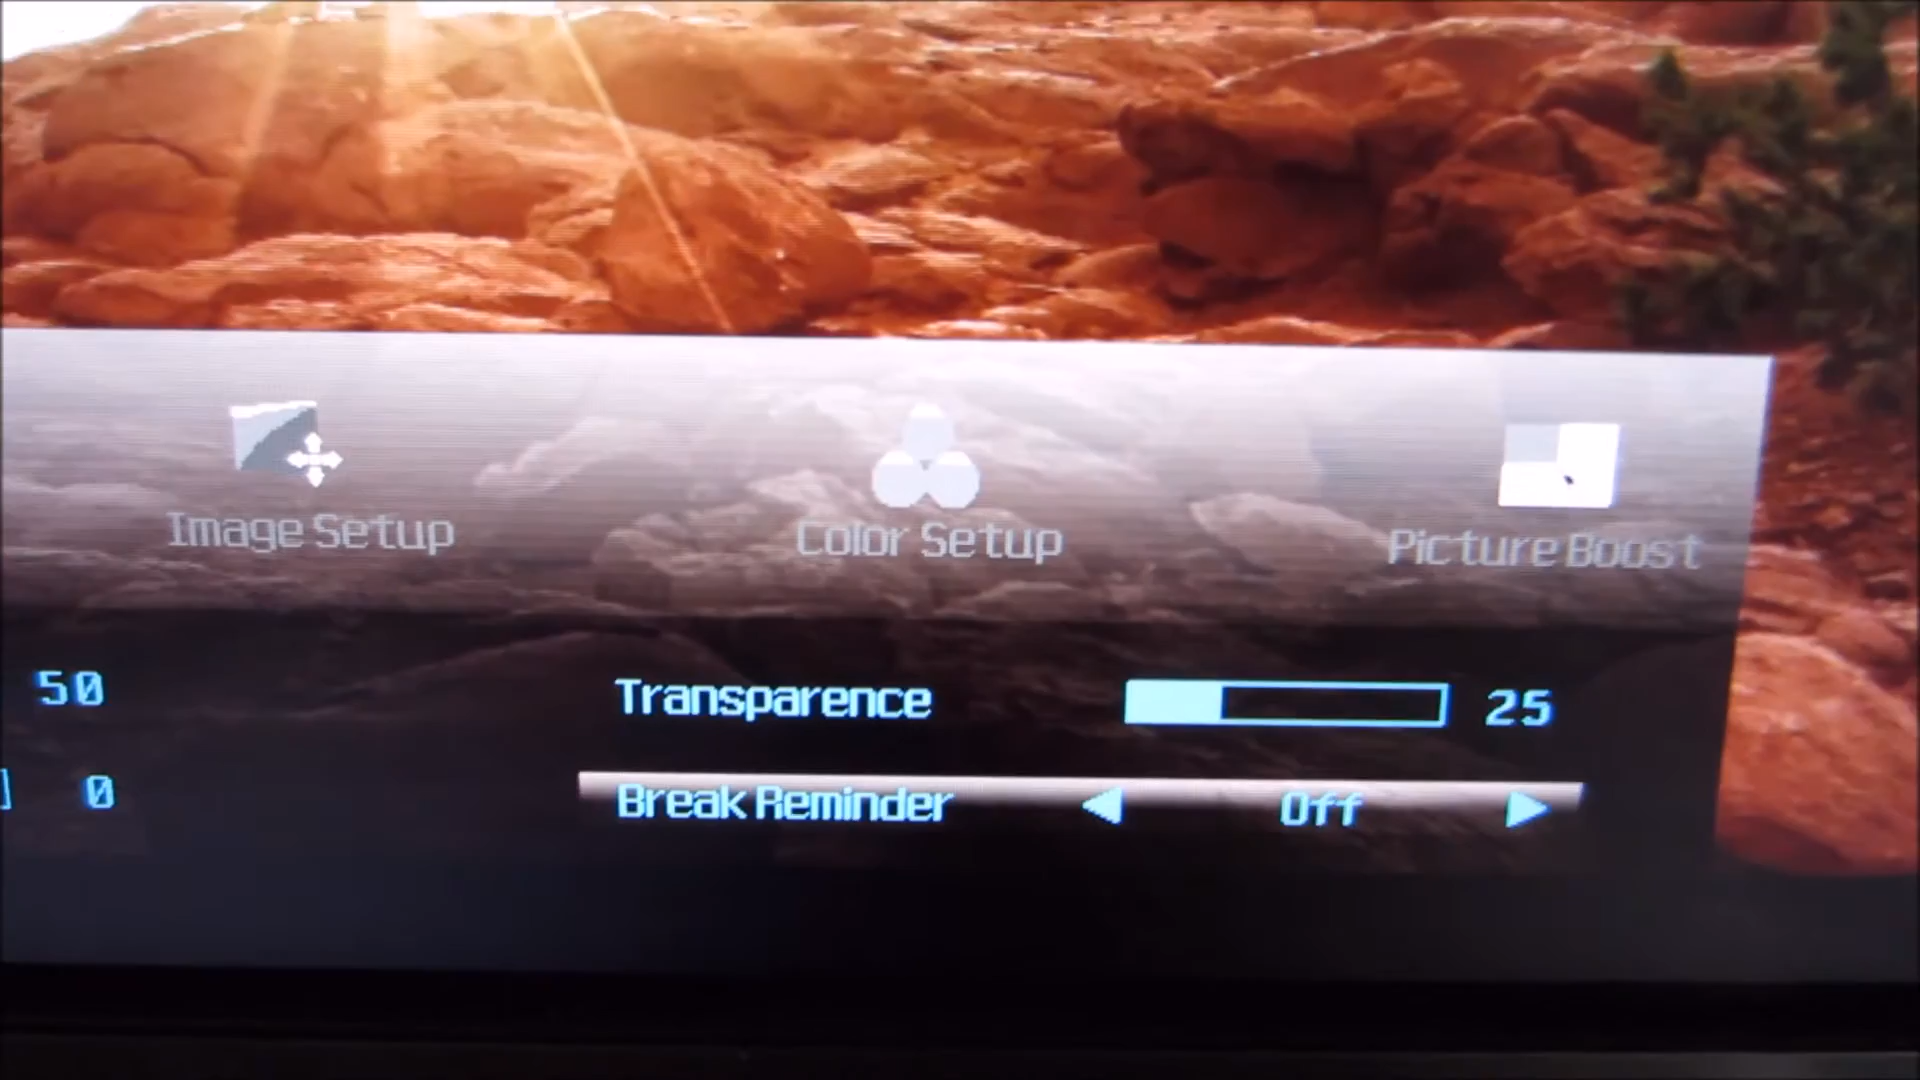 Image Setup Color Setup Picture Boost
50 Transparence 25
0 Break Reminder Off